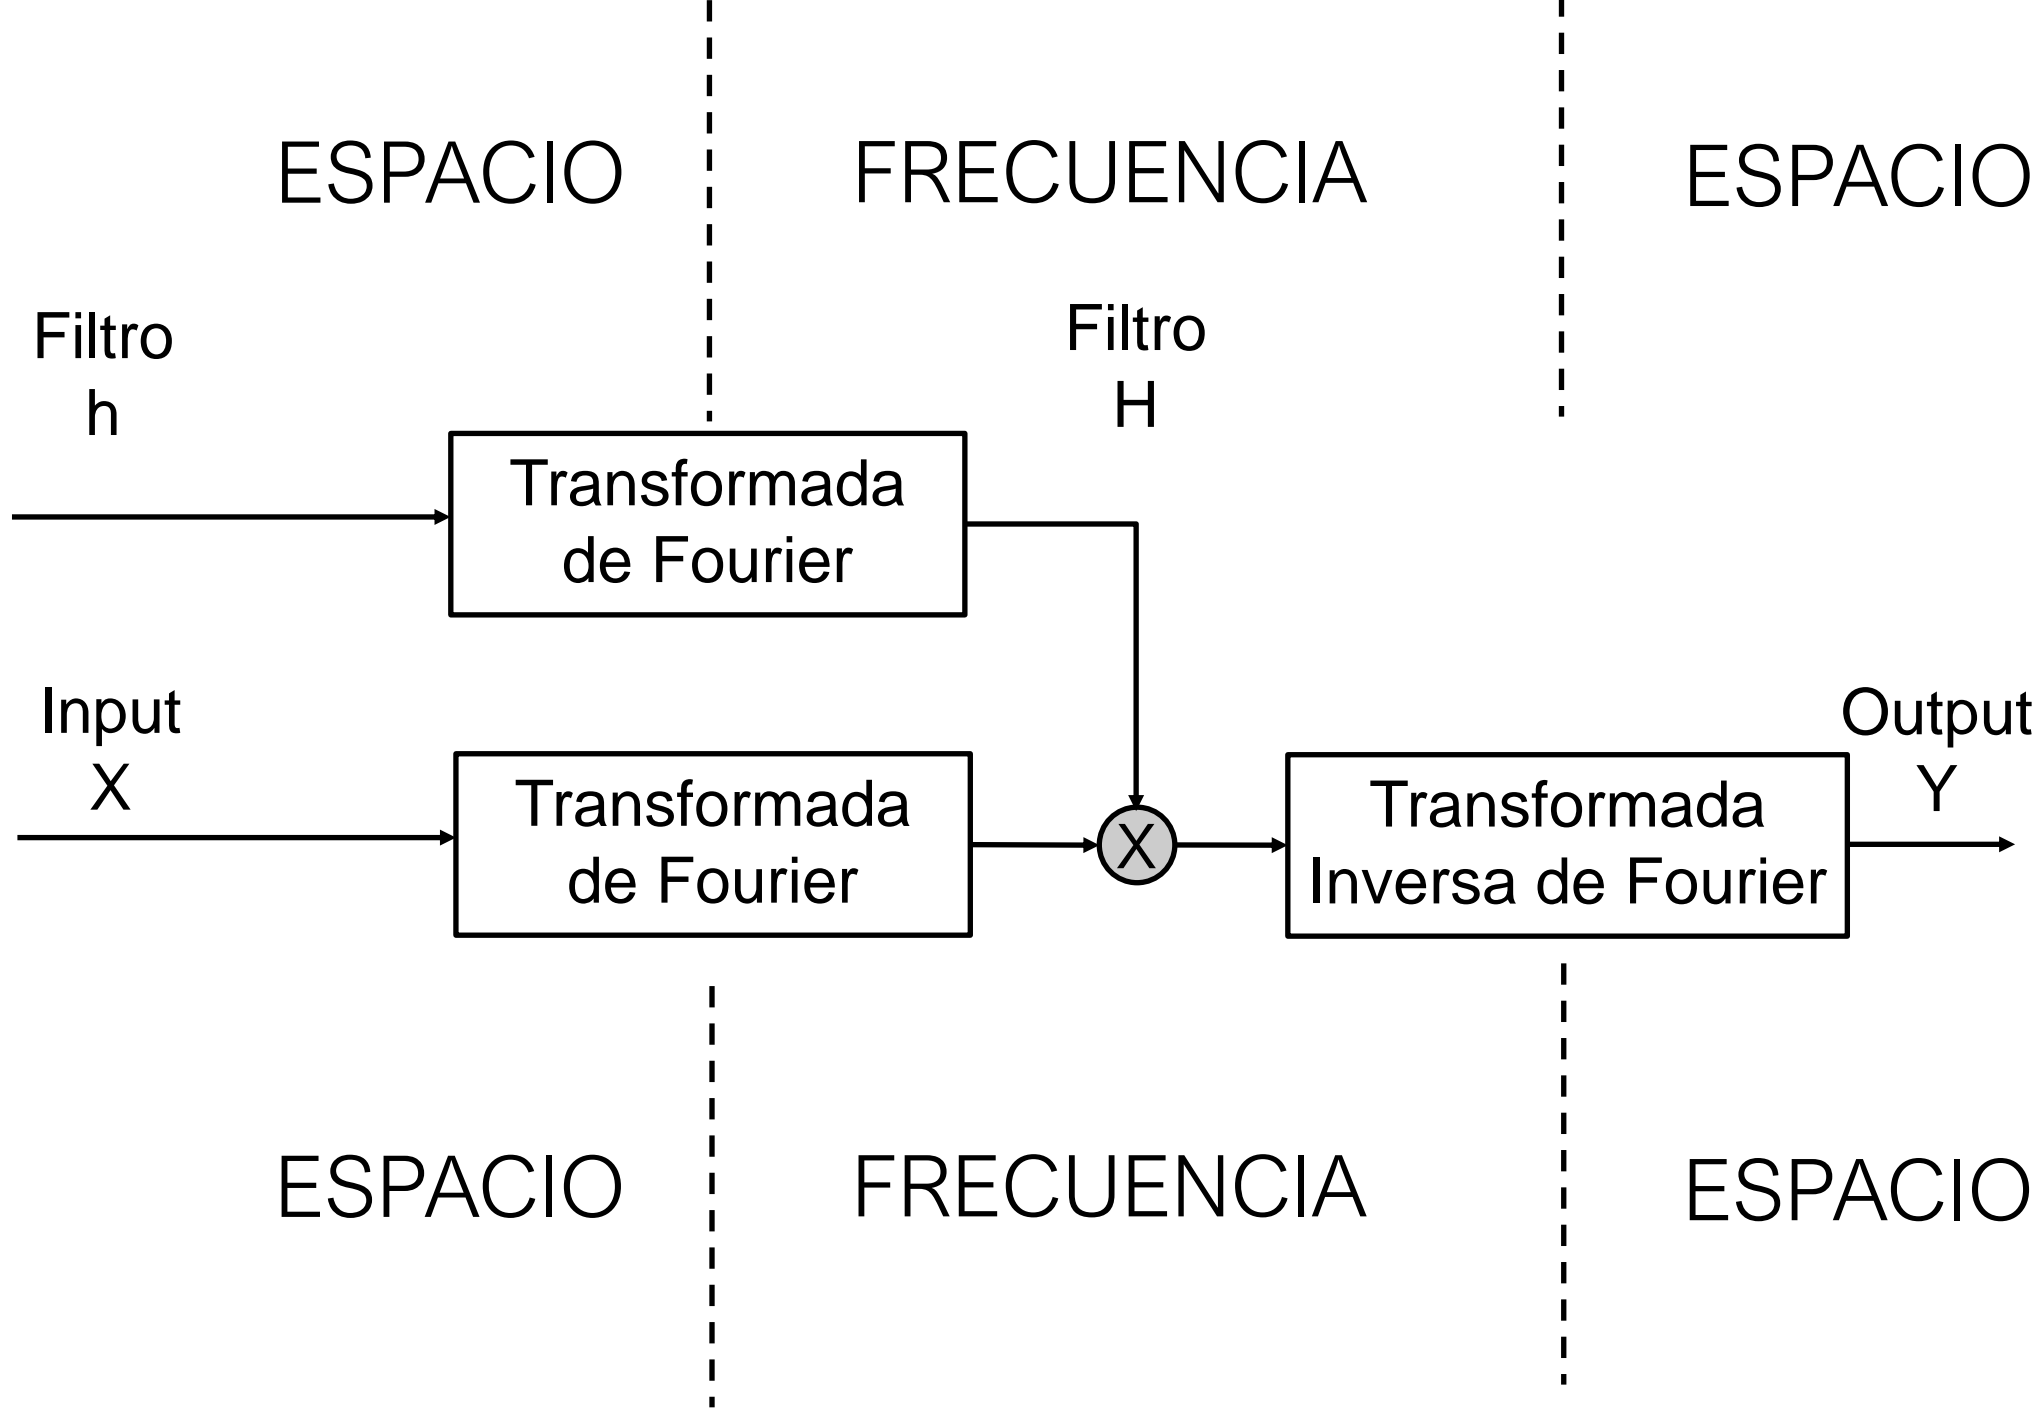 ESPACIO
FRECUENCIA
ESPACIO
Filtro
h
Filtro
H
Transformada
de Fourier
Input
X
Transformada
de Fourier
X
Transformada
Inversa de Fourier
Output
Y
ESPACIO
FRECUENCIA
ESPACIO